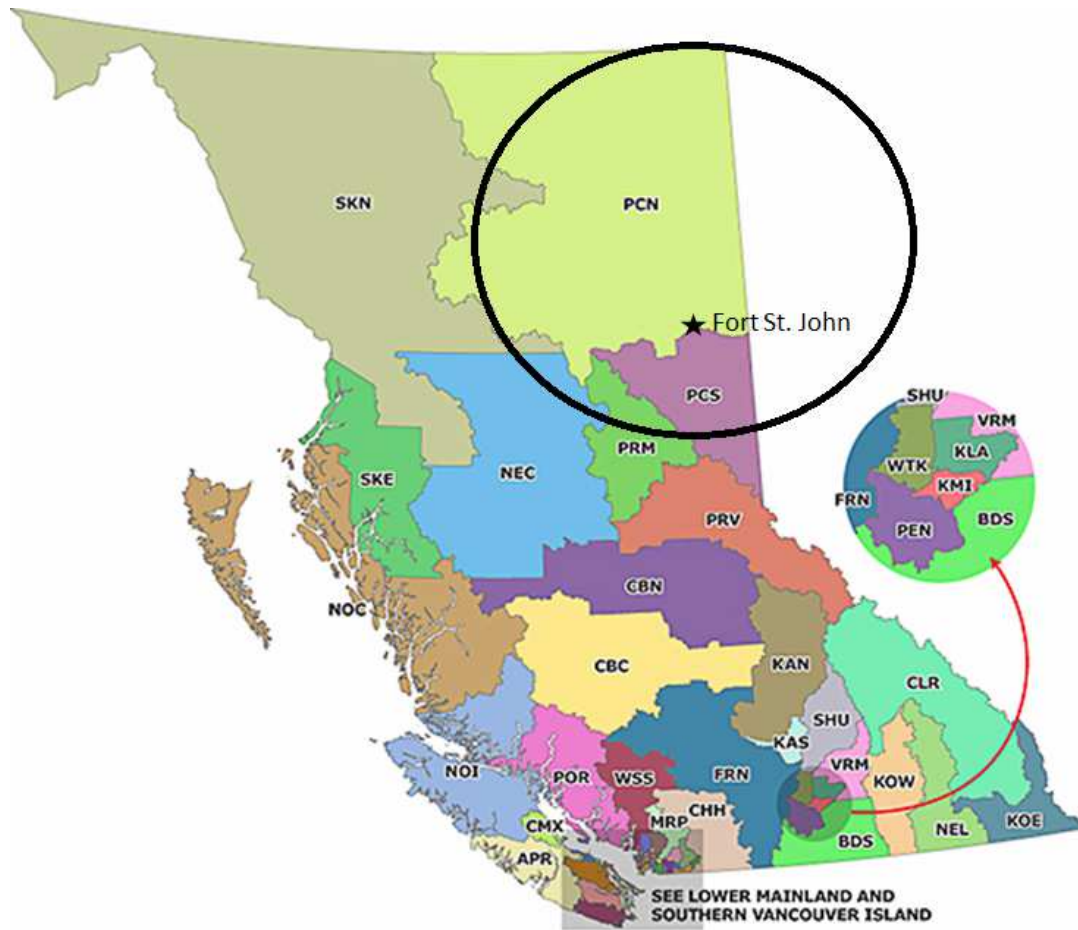 SKN
PCN
Fort St. John
PCS
SHU
VRM
PRM
KLA
WTK
SKE
NEC
KMI
FRN
PRV
BDS
PEN
CBN
NOC
CBC
KAN
CLR
SHU
KAS
VRM
NOI
POR
WSS
FRN
KOW
CHH
MRP
CMX
KOE
NEL
BDS
APR
SEE LOWER MAINLAND AND
SOUTHERN VANCOUVER ISLAND